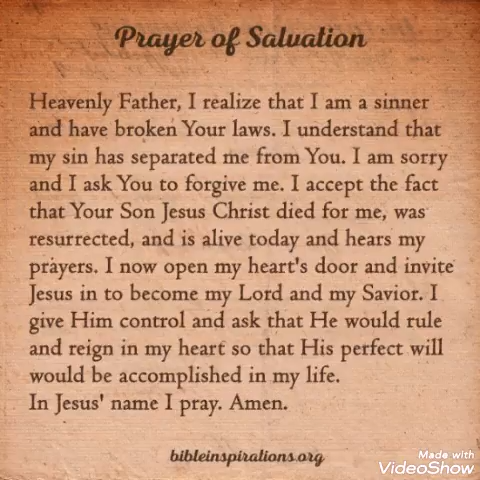 Prayer of Salvation
Heavenly Father, I realize that I am a sinner
and have broken Your laws. I understand that
my sin has separated me from You. I am sorry
and I ask You to forgive me. I accept the fact
that Your Son Jesus Christ died for me, was
resurrected, and is alive today and hears my
prayers. I now open my heart's door and invite
Jesus in to become my Lord and my Savior. I
give Him control and ask that He would rule
and reign in my heart so that His perfect will
would be accomplished in my life.
In Jesus' name I pray. Amen.
bibleinspirations.org
Made with
VideoShow